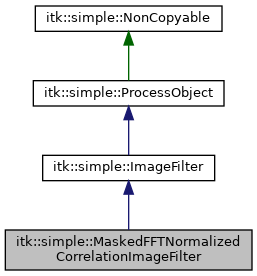 itk::simple::NonCopyable
itk::simple::ProcessObject
itk::simple::ImageFilter
itk::simple::MaskedFFTNormalized
CorrelationImageFilter